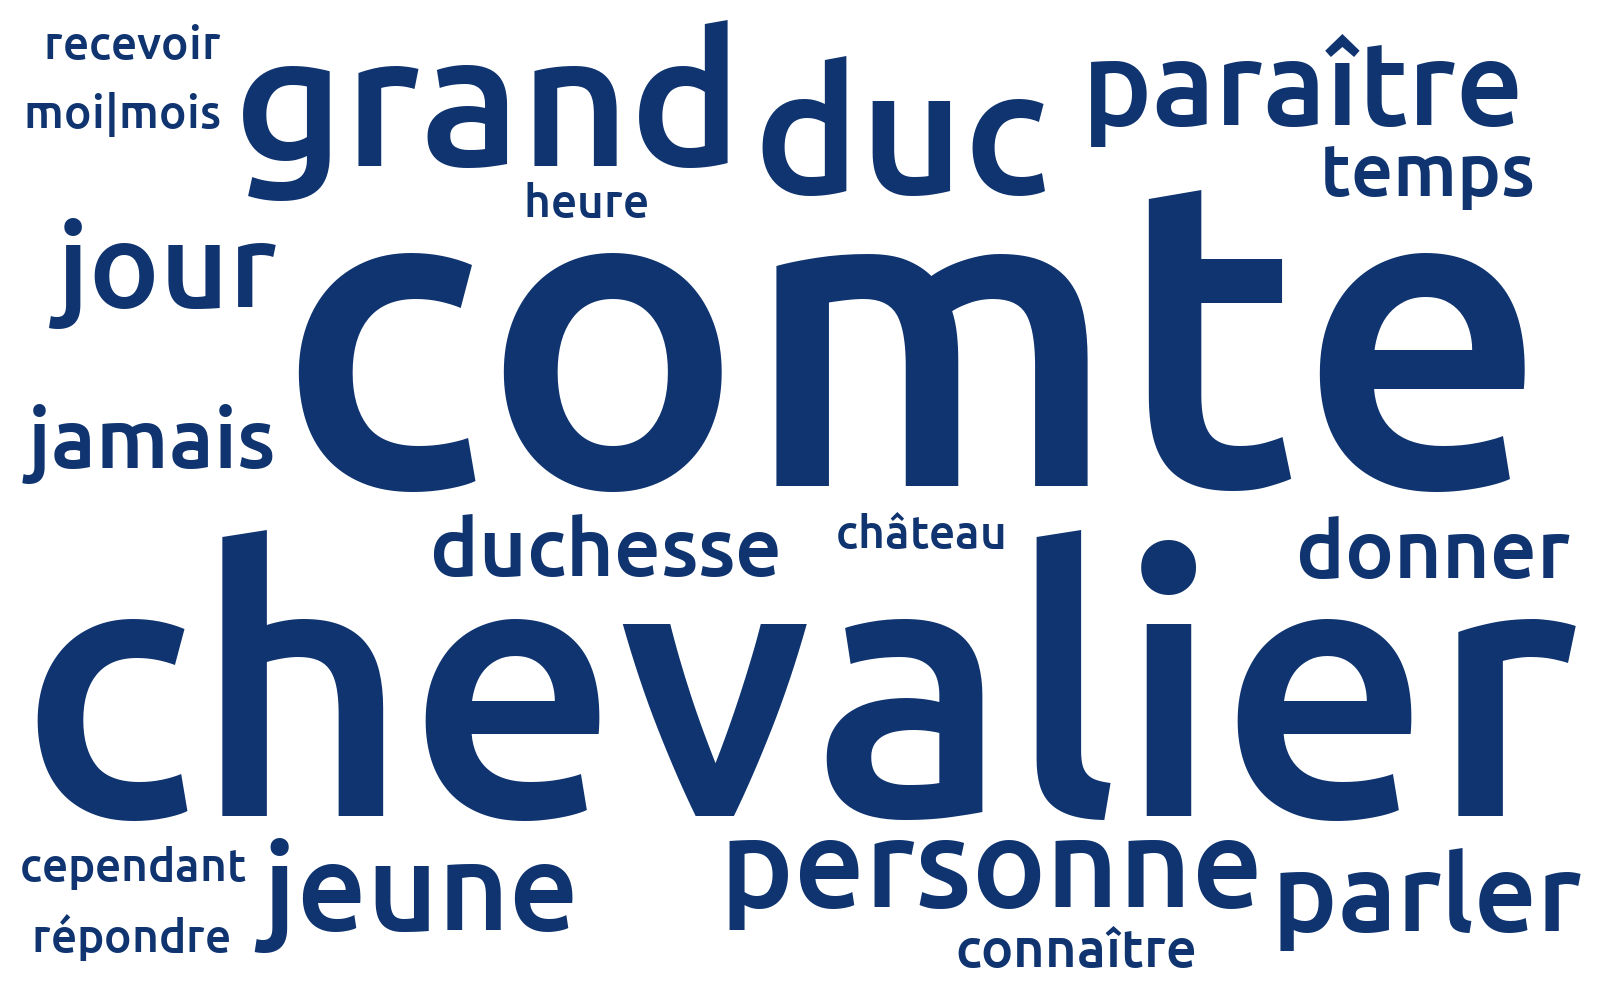 recevoir
moi|mois
grand
duc
paraître
temps
heure
jour
comte
jamais
duchesse
château
donner
chevalier
cependant
jeune
personne
parler
répondre
connaître